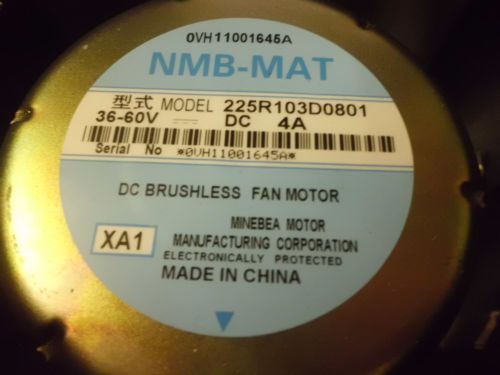 0VH11001645A
NMB-MAT
型式 MODEL 225R103D0801
36-60V ⎓ DC 4A
Serial No *0VH11001645A*
DC BRUSHLESS FAN MOTOR
XA1
MINEBEA MOTOR
MANUFACTURING CORPORATION
ELECTRONICALLY PROTECTED
MADE IN CHINA